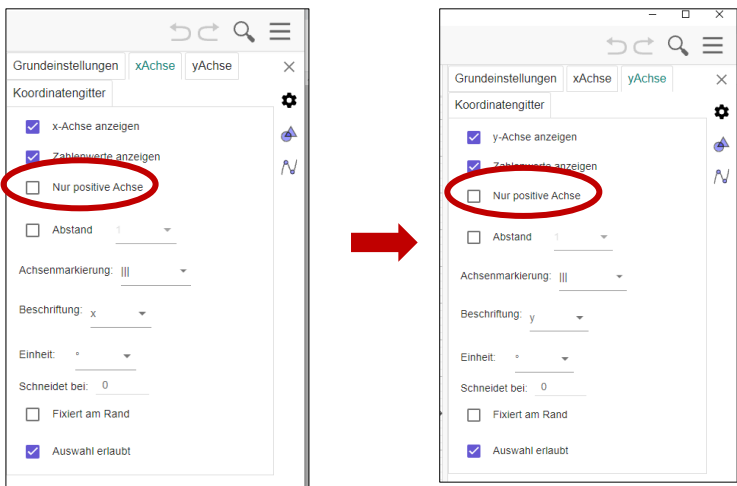 Grundeinstellungen xAchse yAchse
Koordinatengitter
x-Achse anzeigen
Zahlenwerte anzeigen
Nur positive Achse
Abstand 1
Achsenmarkierung: |||
Beschriftung: x
Einheit: °
Schneidet bei: 0
Fixiert am Rand
Auswahl erlaubt
Grundeinstellungen xAchse yAchse
Koordinatengitter
y-Achse anzeigen
Zahlenwerte anzeigen
Nur positive Achse
Abstand 1
Achsenmarkierung: |||
Beschriftung: y
Einheit: °
Schneidet bei: 0
Fixiert am Rand
Auswahl erlaubt